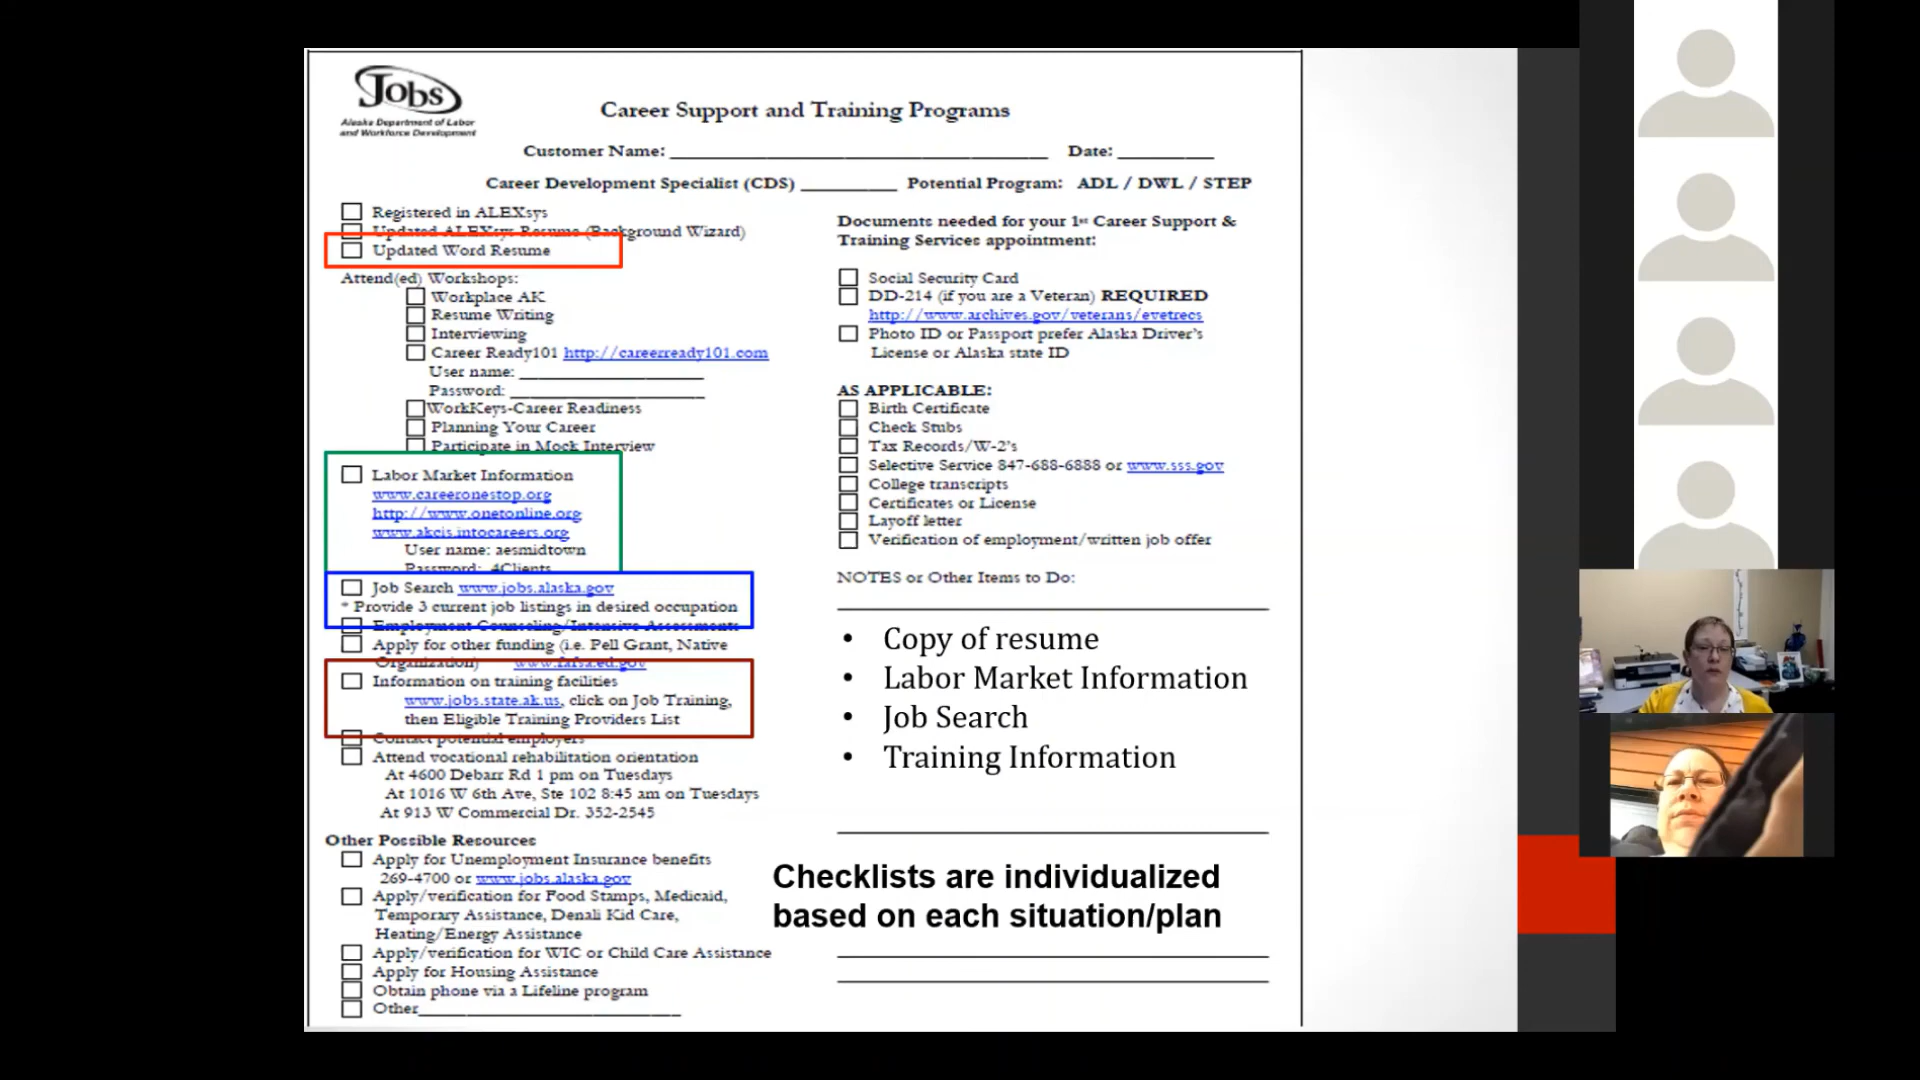 Jobs
Alaska Department of Labor
and Workforce Development
Career Support and Training Programs
Customer Name: ______ Date: ______
Career Development Specialist (CDS) ______ Potential Program: ADL / DWL / STEP
Registered in ALEXsys
Updated ALEXsys Resume (Background Wizard)
Updated Word Resume
Attend(ed) Workshops:
Workplace AK
Resume Writing
Interviewing
Career Ready101 http://careerready101.com
User name: ______
Password: ______
WorkKeys-Career Readiness
Planning Your Career
Participate in Mock Interview
Labor Market Information
www.careeronestop.org
http://www.onetonline.org
www.akcis.intocareers.org
User name: aesmidtown
Password: 4Clients
Job Search www.jobs.alaska.gov
* Provide 3 current job listings in desired occupation
Employment Counseling/Intensive Assessments
Apply for other funding (i.e. Pell Grant, Native
Organization) www.fafsa.ed.gov
Information on training facilities
www.jobs.state.ak.us, click on Job Training,
then Eligible Training Providers List
Contact potential employers
Attend vocational rehabilitation orientation
At 4600 Debarr Rd 1 pm on Tuesdays
At 1016 W 6th Ave, Ste 102 8:45 am on Tuesdays
At 913 W Commercial Dr. 352-2545
Other Possible Resources
Apply for Unemployment Insurance benefits
269-4700 or www.jobs.alaska.gov
Apply/verification for Food Stamps, Medicaid,
Temporary Assistance, Denali Kid Care,
Heating/Energy Assistance
Apply/verification for WIC or Child Care Assistance
Apply for Housing Assistance
Obtain phone via a Lifeline program
Other______
Documents needed for your 1st Career Support &
Training Services appointment:
Social Security Card
DD-214 (if you are a Veteran) REQUIRED
http://www.archives.gov/veterans/evetrecs
Photo ID or Passport prefer Alaska Driver's
License or Alaska state ID
AS APPLICABLE:
Birth Certificate
Check Stubs
Tax Records/W-2's
Selective Service 847-688-6888 or www.sss.gov
College transcripts
Certificates or License
Layoff letter
Verification of employment/written job offer
NOTES or Other Items to Do:
• Copy of resume
• Labor Market Information
• Job Search
• Training Information
Checklists are individualized
based on each situation/plan